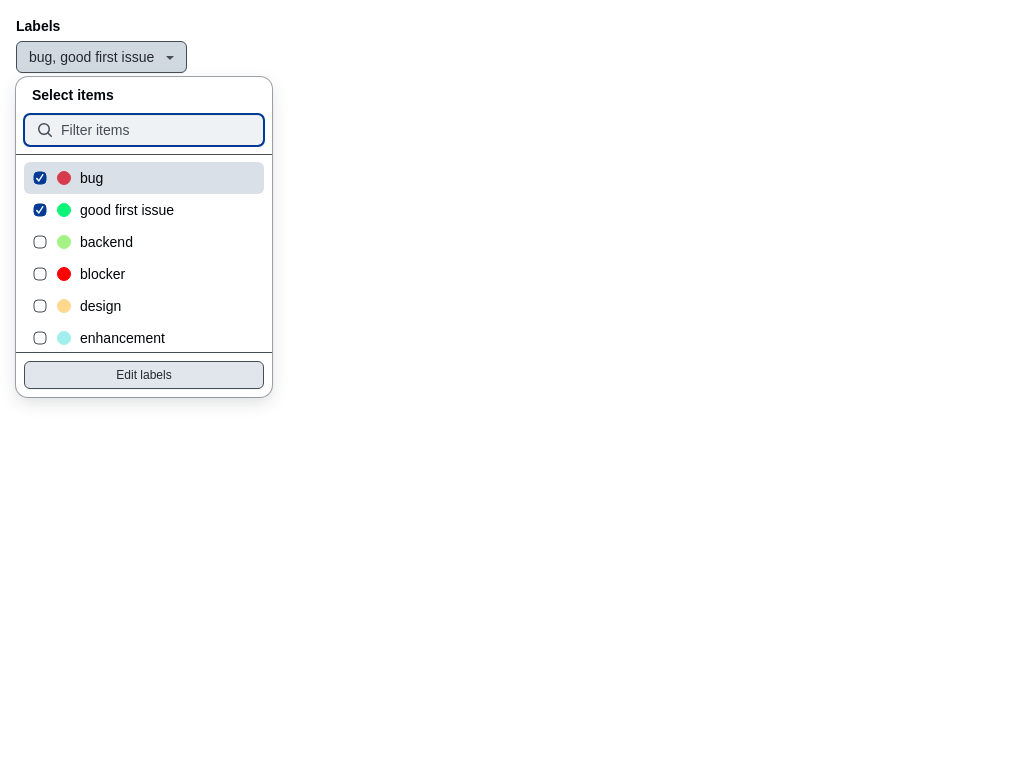 Labels
bug, good first issue
Select items
Filter items
bug
good first issue
backend
blocker
design
enhancement
Edit labels